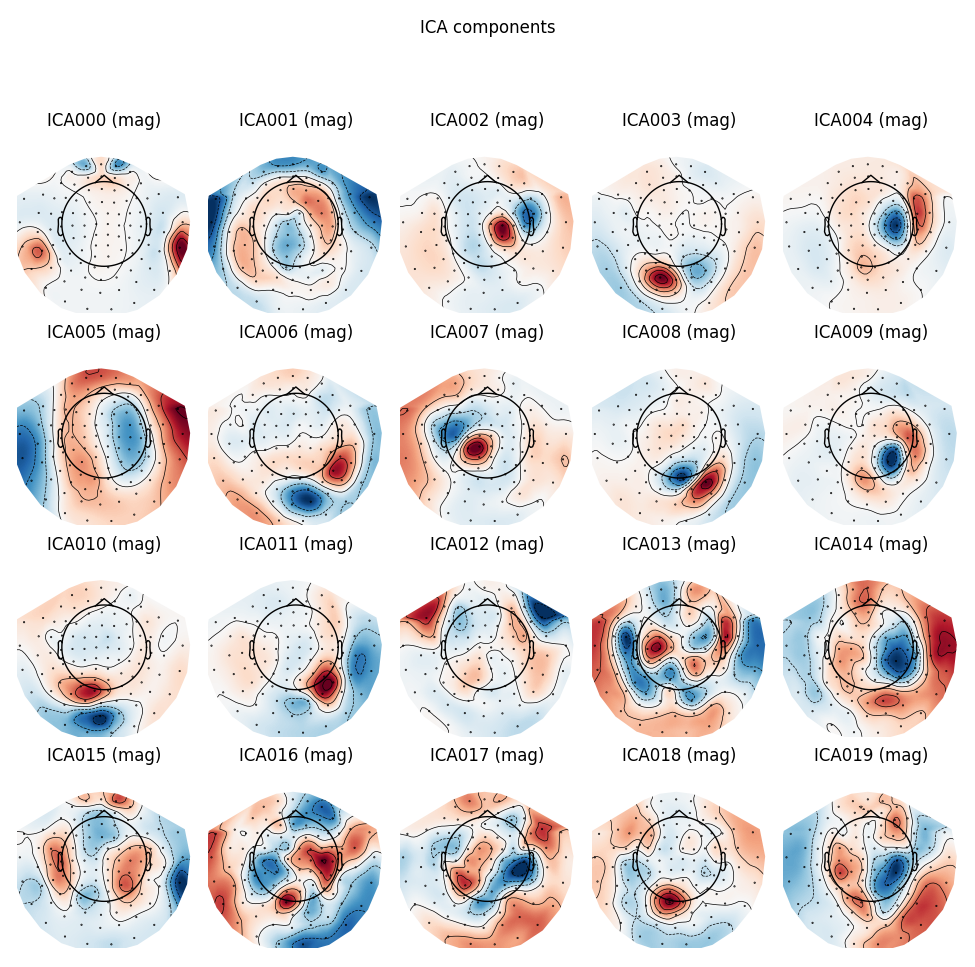 ICA components
ICA000 (mag) ICA001 (mag) ICA002 (mag) ICA003 (mag) ICA004 (mag)
ICA005 (mag) ICA006 (mag) ICA007 (mag) ICA008 (mag) ICA009 (mag)
ICA010 (mag) ICA011 (mag) ICA012 (mag) ICA013 (mag) ICA014 (mag)
ICA015 (mag) ICA016 (mag) ICA017 (mag) ICA018 (mag) ICA019 (mag)